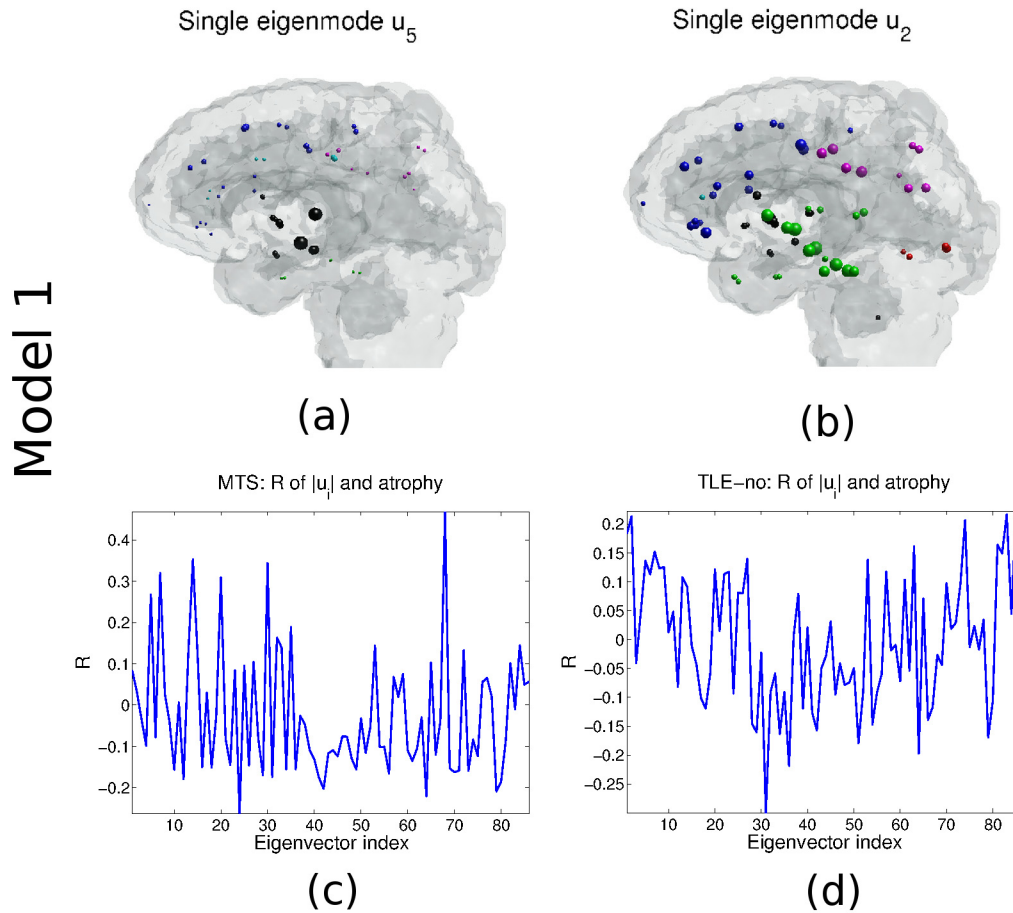 Single eigenmode u5
Single eigenmode u2
Model 1
(a)
(b)
MTS: R of |ui| and atrophy
R
0.4
0.3
0.2
0.1
0
−0.1
−0.2
10 20 30 40 50 60 70 80
Eigenvector index
(c)
TLE−no: R of |ui| and atrophy
R
0.2
0.15
0.1
0.05
0
−0.05
−0.1
−0.15
−0.2
−0.25
10 20 30 40 50 60 70 80
Eigenvector index
(d)